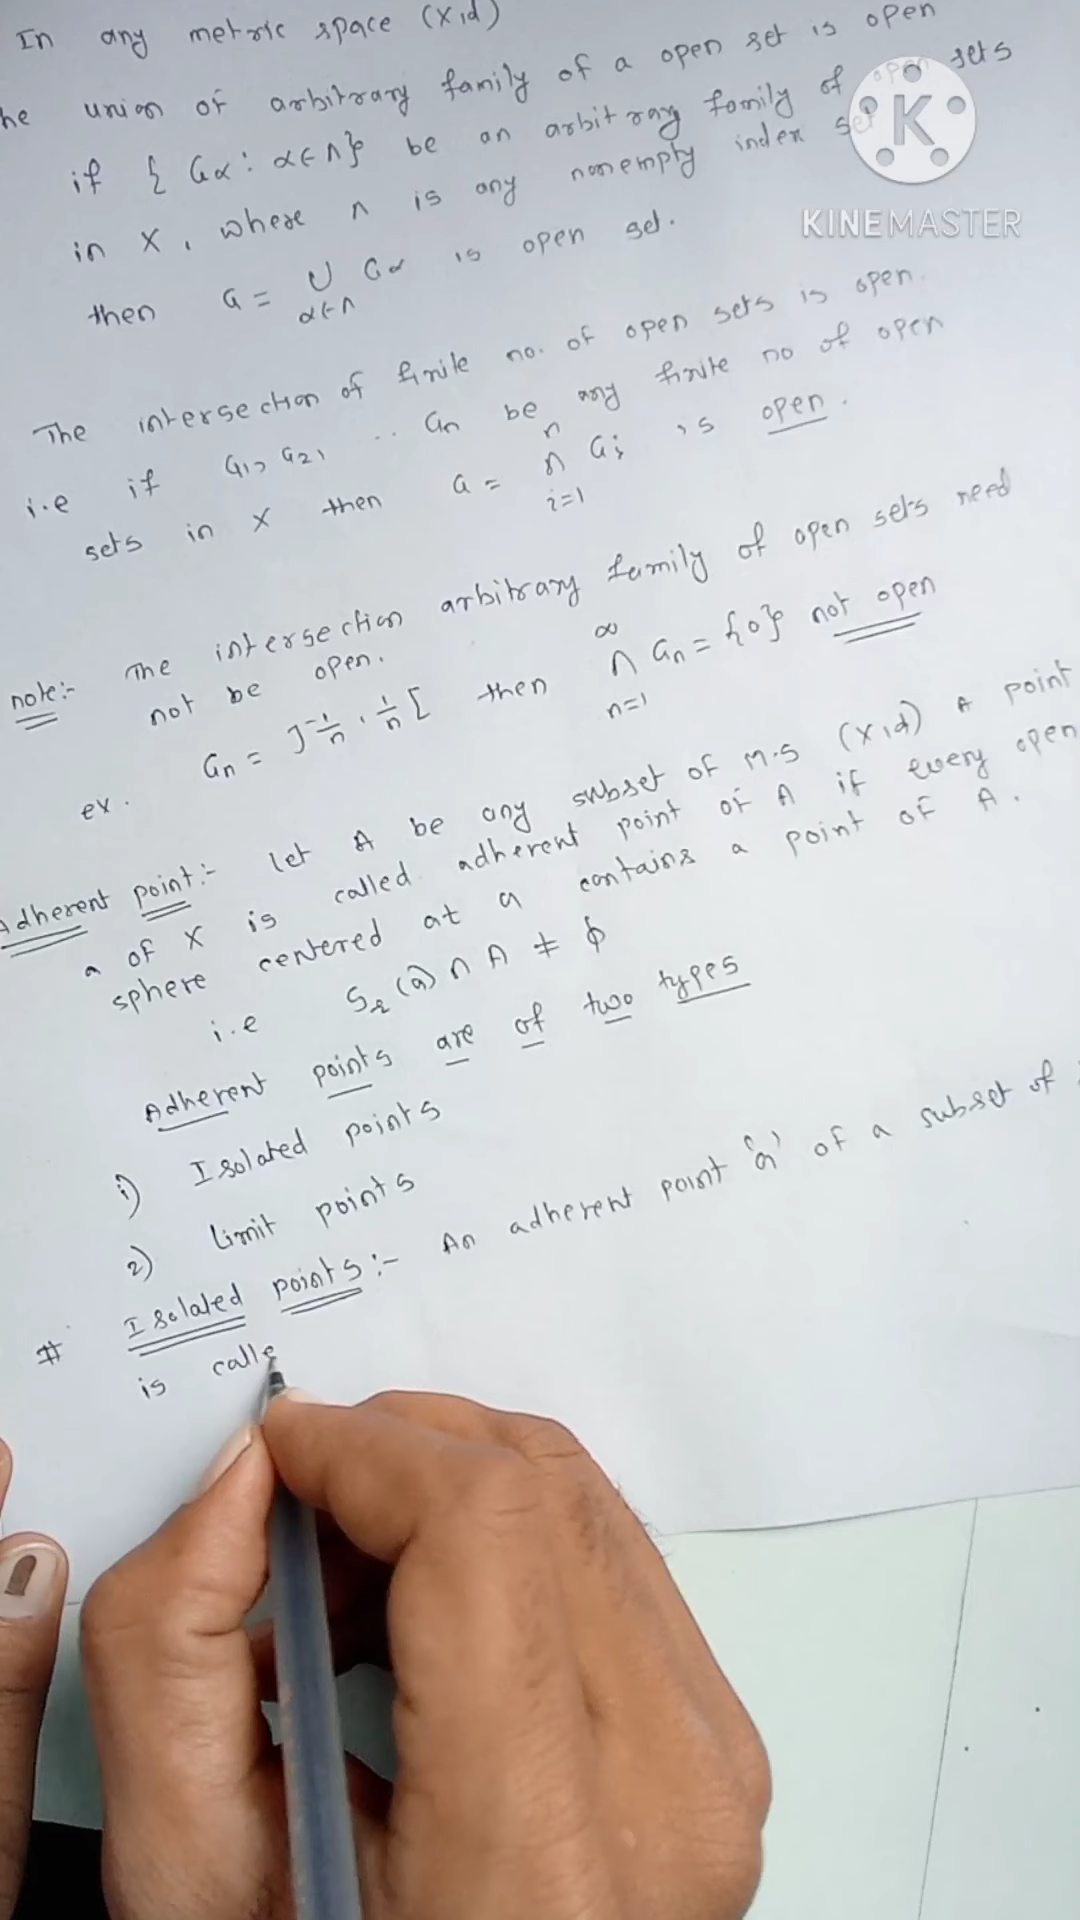 In any metric space (X,d)
he union of arbitrary family of a open set is open
if { Gα : α∈Λ} be an arbitrary family of open sets
in X, where Λ is any nonempty index set
then G = ∪ Gα is open set.
α∈Λ
The intersection of finite no. of open sets is open.
i.e if G1, G2, .. Gn be any finite no of open
sets in X then G = n ∩ i=1 Gi is open.
note:- The intersection arbitrary family of open sets need
not be open.
ex. Gn = ]-1/n, 1/n[ then ∞ ∩ n=1 Gn = {0} not open
Adherent point:- Let A be any subset of M.S (X,d) A point
a of X is called adherent point of A if every open
sphere centered at a contains a point of A.
i.e Sr(a) ∩ A ≠ ϕ
Adherent points are of two types
1) Isolated points
2) Limit points
# Isolated points:- An adherent point 'a' of a subset of
is calle
K
KINEMASTER